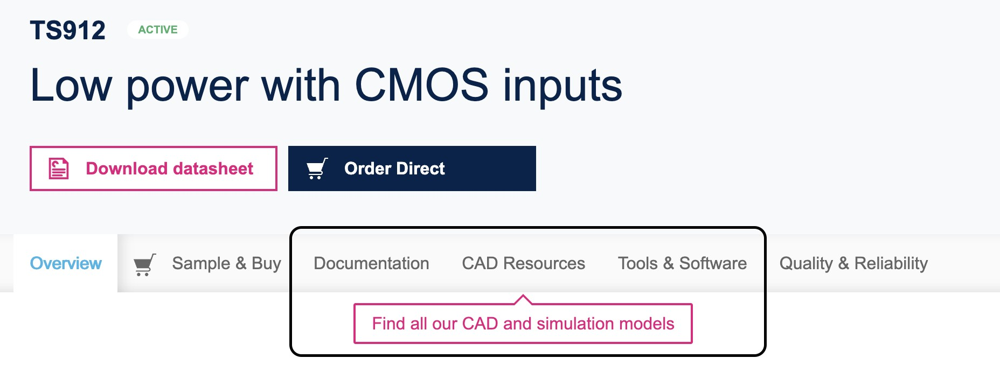 TS912 ACTIVE
Low power with CMOS inputs
Download datasheet Order Direct
Overview Sample & Buy Documentation CAD Resources Tools & Software Quality & Reliability
Find all our CAD and simulation models